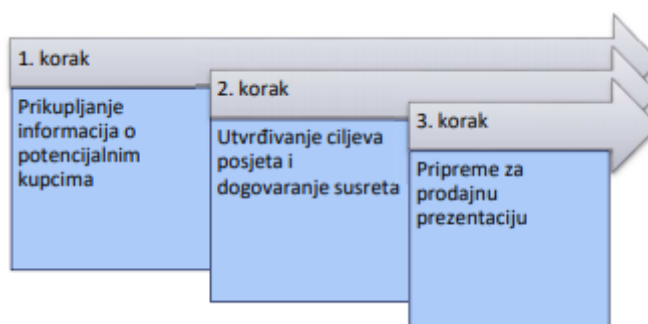 1. korak
Prikupljanje
informacija o
potencijalnim
kupcima
2. korak
Utvrđivanje ciljeva
posjeta i
dogovaranje susreta
3. korak
Pripreme za
prodajnu
prezentaciju